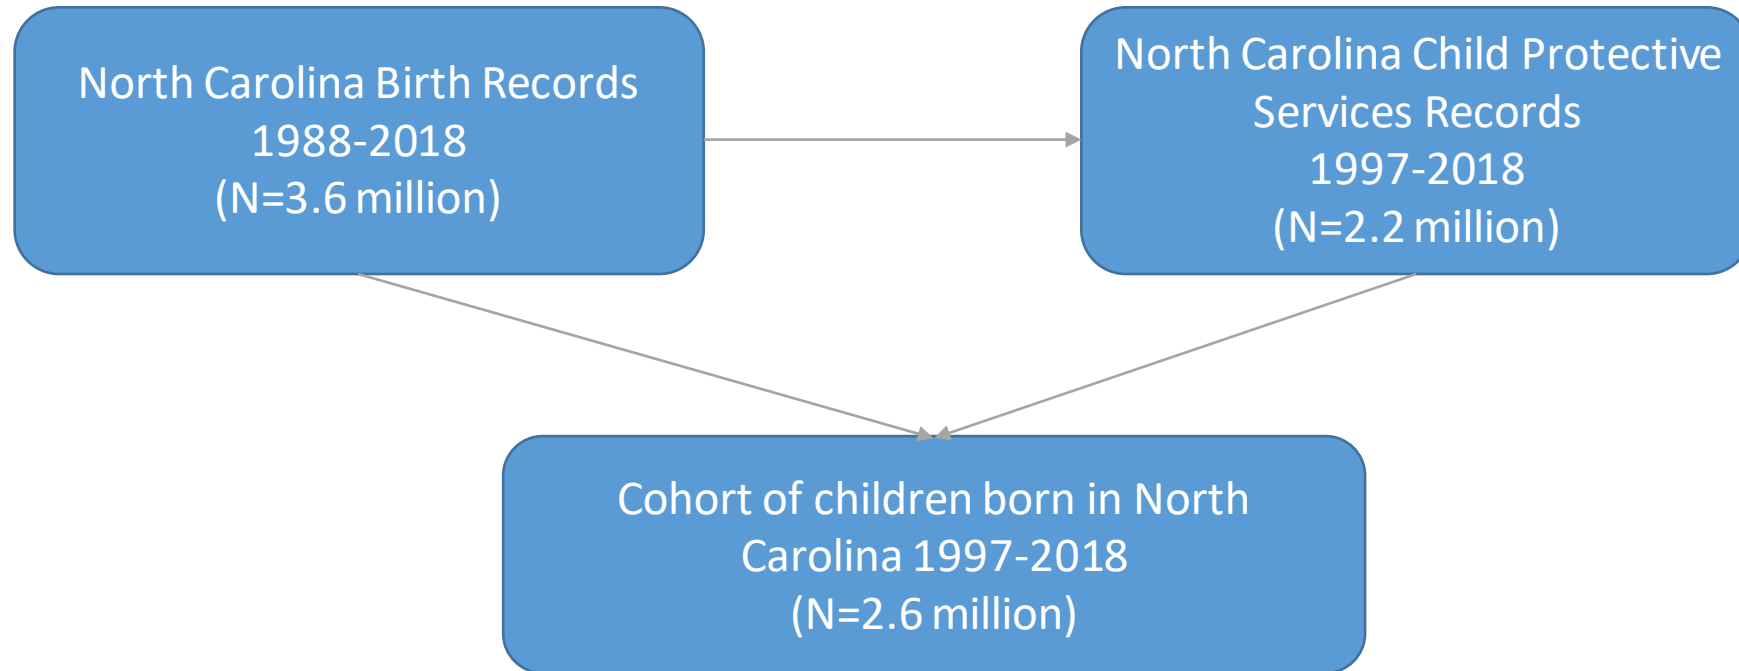 North Carolina Birth Records
1988-2018
(N=3.6 million)
North Carolina Child Protective
Services Records
1997-2018
(N=2.2 million)
Cohort of children born in North
Carolina 1997-2018
(N=2.6 million)